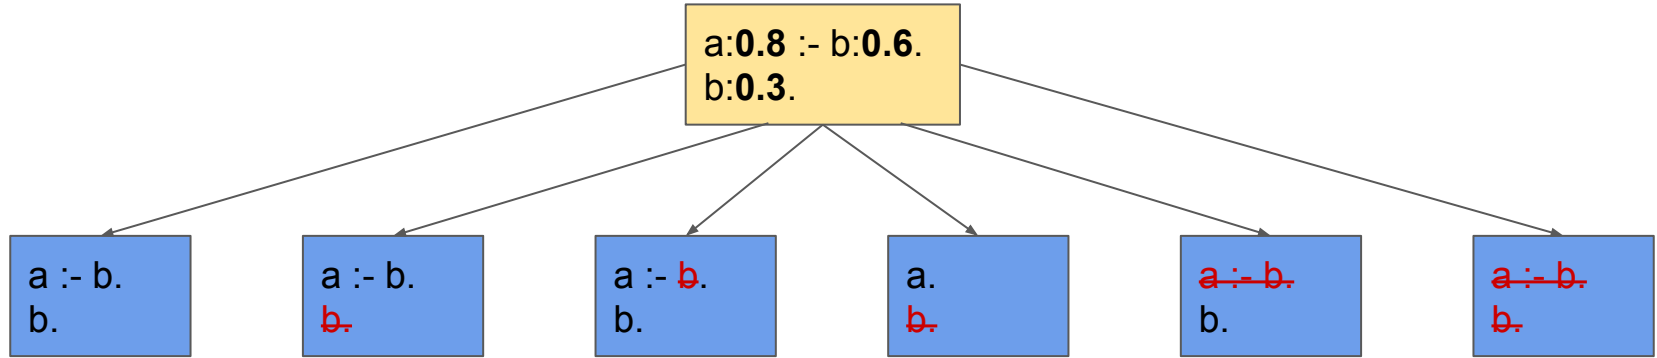 a:0.8 :- b:0.6.
b:0.3.
a :- b.
b.
a :- b.
b.
a :- b.
b.
a.
b.
a :- b.
b.
a :- b.
b.